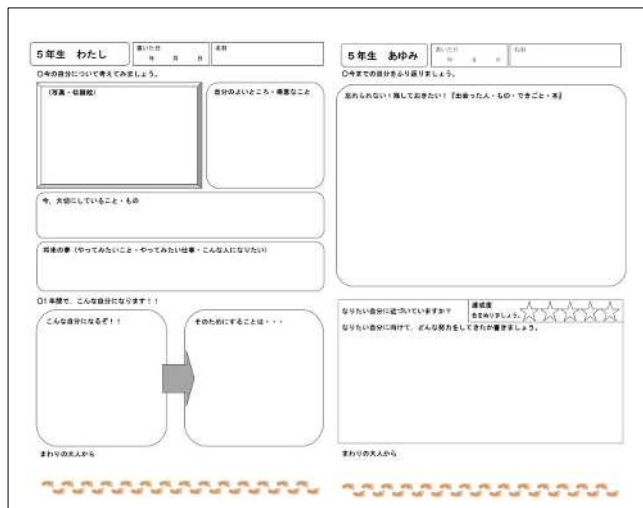 5年生 わたし
書いた日
年 月 日
名前
○今の自分について考えてみましょう。
(写真・似顔絵)
自分のよいところ・得意なこと
今、大切にしていること・もの
将来の夢(やってみたいこと・やってみたい仕事・こんな人になりたい)
○1年間で、こんな自分になります!!
こんな自分になるぞ!!
そのためにすることは・・・
まわりの大人から
5年生 あゆみ
書いた日
年 月 日
名前
○今までの自分をふり返りましょう。
忘れられない!残しておきたい!『出会った人・もの・できごと・本』
なりたい自分に近づいていますか?
達成度
色をぬりましょう。
なりたい自分に向けて、どんな努力をしてきたか書きましょう。
まわりの大人から